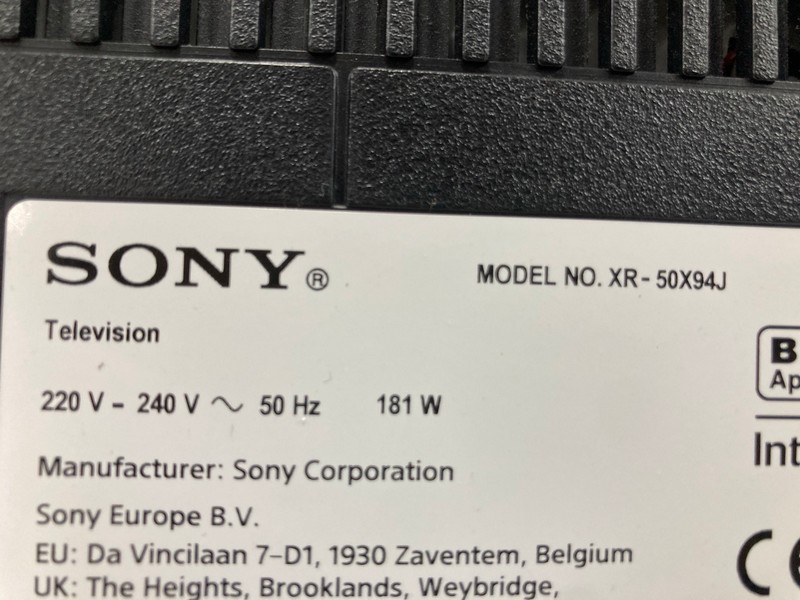 SONY®
MODEL NO. XR-50X94J
Television
220 V – 240 V ~ 50 Hz 181 W
Manufacturer: Sony Corporation
Sony Europe B.V.
EU: Da Vincilaan 7–D1, 1930 Zaventem, Belgium
UK: The Heights, Brooklands, Weybridge,
CE